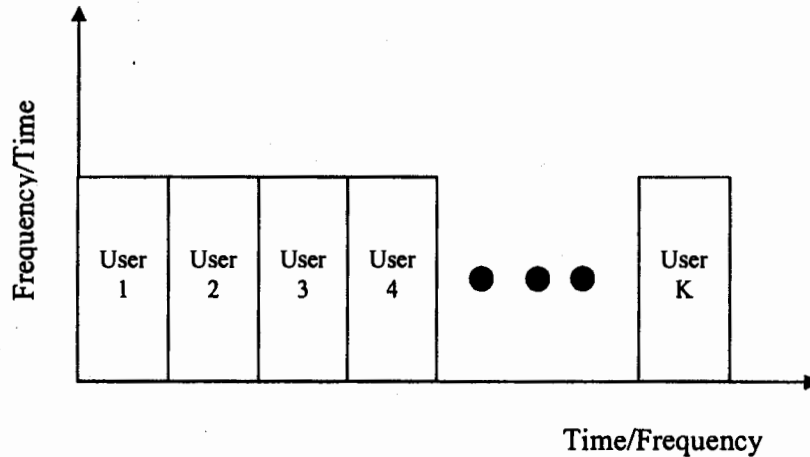 Frequency/Time
User
1
User
2
User
3
User
4
User
K
Time/Frequency